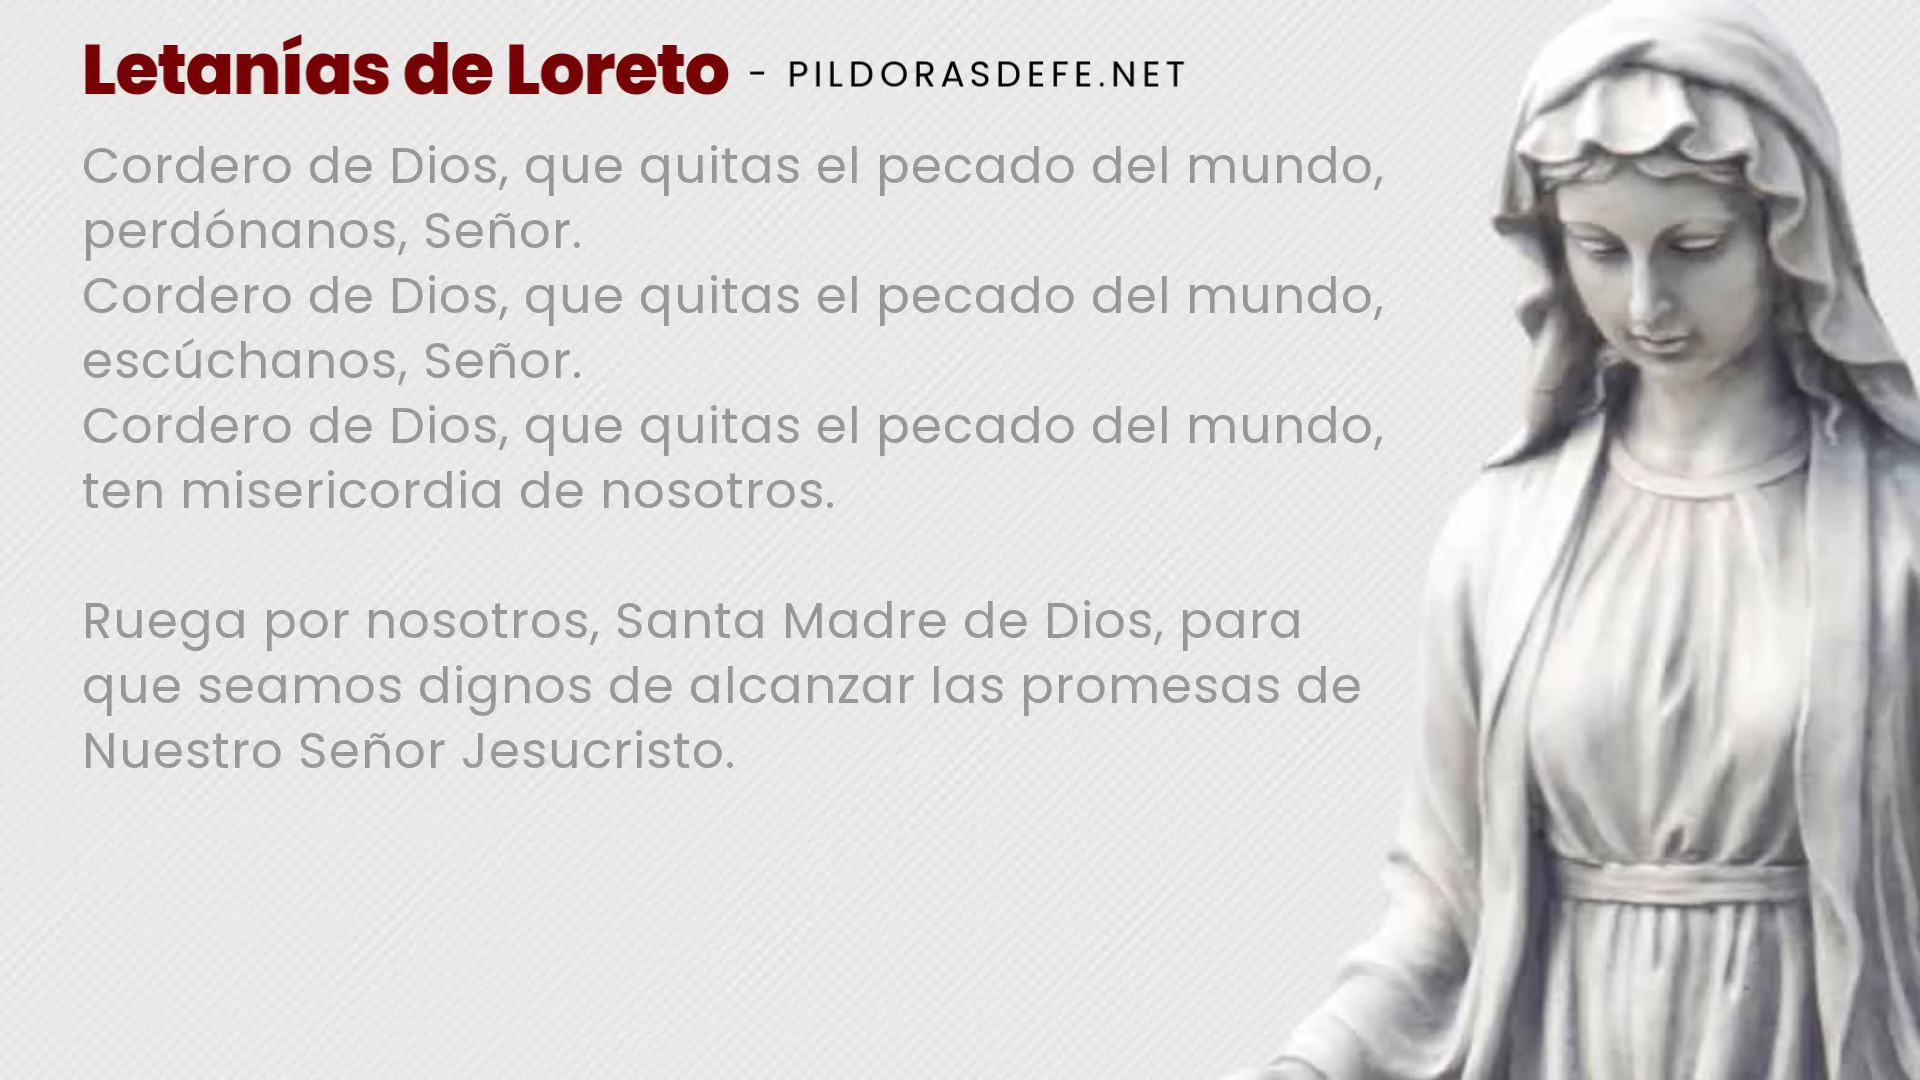 Letanías de Loreto - PILDORASDEFE.NET
Cordero de Dios, que quitas el pecado del mundo,
perdónanos, Señor.
Cordero de Dios, que quitas el pecado del mundo,
escúchanos, Señor.
Cordero de Dios, que quitas el pecado del mundo,
ten misericordia de nosotros.
Ruega por nosotros, Santa Madre de Dios, para
que seamos dignos de alcanzar las promesas de
Nuestro Señor Jesucristo.